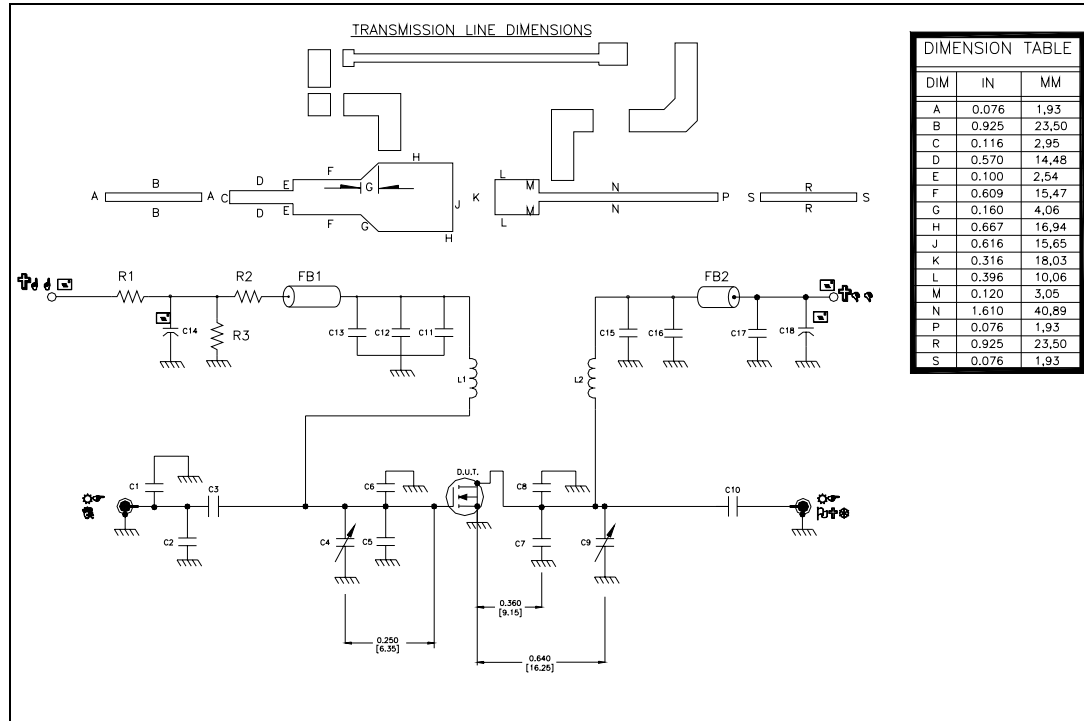 TRANSMISSION LINE DIMENSIONS
DIMENSION TABLE
DIM IN MM
A 0.076 1,93
B 0.925 23,50
C 0.116 2,95
D 0.570 14,48
E 0.100 2,54
F 0.609 15,47
G 0.160 4,06
H 0.667 16,94
J 0.616 15,65
K 0.316 18,03
L 0.396 10,06
M 0.120 3,05
N 1.610 40,89
P 0.076 1,93
R 0.925 23,50
S 0.076 1,93
H
F
G
L
B
D
E
M
N
R
A
A
C
J
K
P
S
S
B
D
E
F
G
H
L
M
N
R
R1
R2
FB1
FB2
C14
R3
C13
C12
C11
C15
C16
C17
C18
L1
L2
D.U.T.
C1
C3
C6
C8
C10
C2
C4
C5
C7
C9
0.360
[9.15]
0.250
[6.35]
0.640
[16.25]